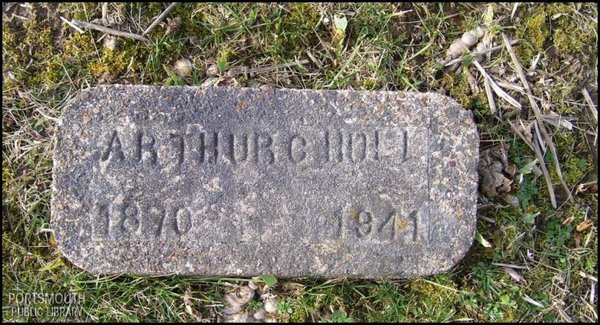 ARTHUR C HOLT
1870 1941
PORTSMOUTH
PUBLIC LIBRARY